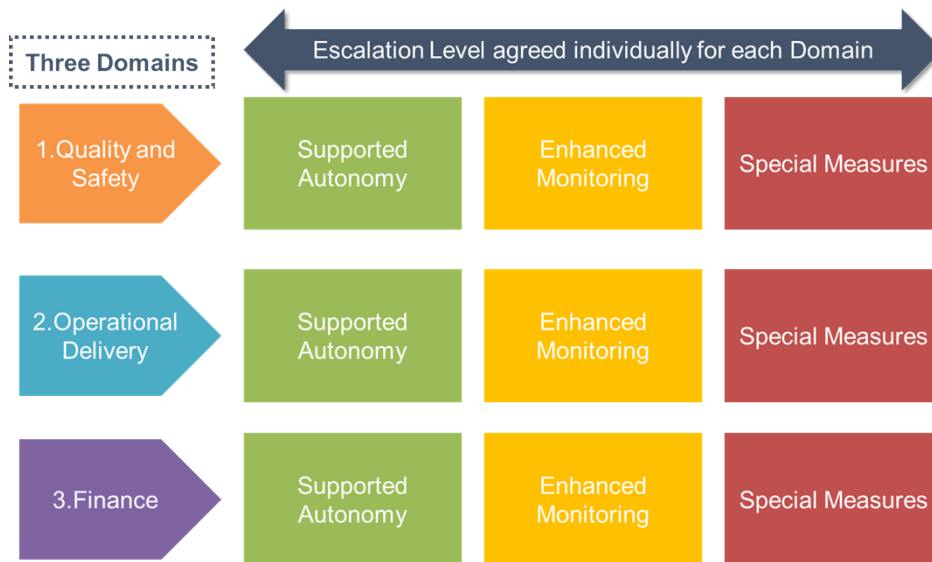 Three Domains
Escalation Level agreed individually for each Domain
1.Quality and
Safety
Supported
Autonomy
Enhanced
Monitoring
Special Measures
2.Operational
Delivery
Supported
Autonomy
Enhanced
Monitoring
Special Measures
3.Finance
Supported
Autonomy
Enhanced
Monitoring
Special Measures